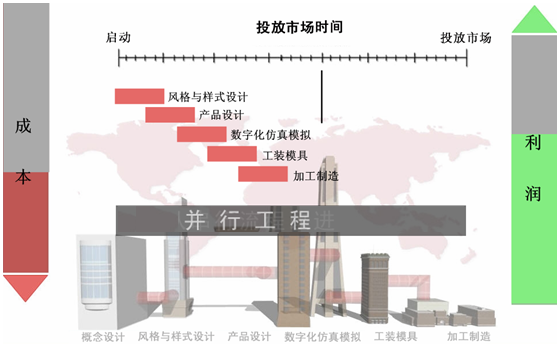 投放市场时间
启动
投放市场
风格与样式设计
产品设计
数字化仿真模拟
工装模具
加工制造
成本
利润
并行工程进
概念设计 风格与样式设计 产品设计 数字化仿真模拟 工装模具 加工制造